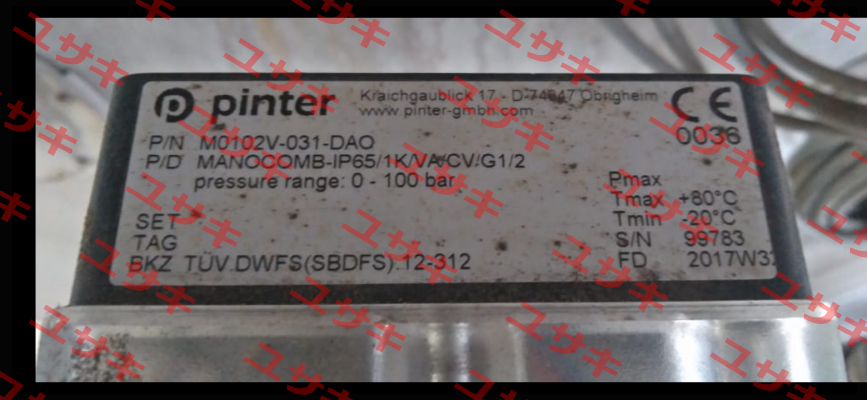 pinter
Kraichgaublick 17 - D-74847 Obrigheim
www.pinter-gmbh.com
CE
0036
P/N M0102V-031-DAO
P/D MANOCOMB-IP65/1K/VA/CV/G1/2
pressure range: 0 - 100 bar
Pmax
Tmax +80°C
Tmin -20°C
SET
TAG
S/N 99783
BKZ TÜV.DWFS(SBDFS).12-312
FD 2017W32
ユサキ